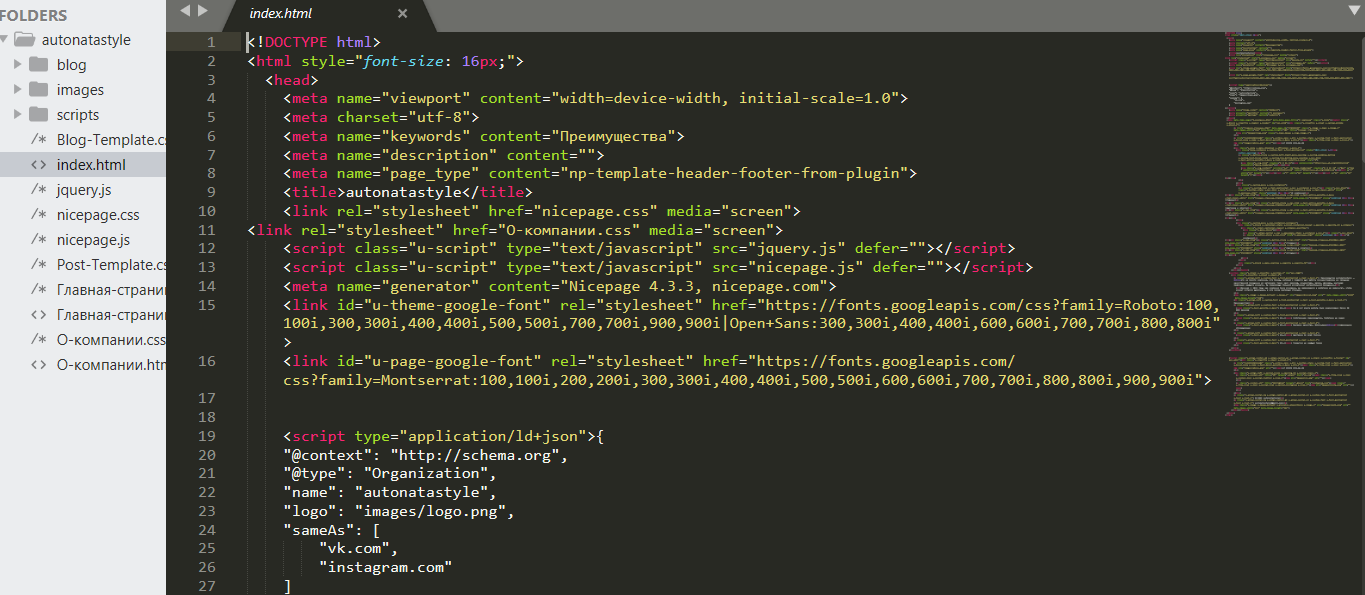 FOLDERS
autonatastyle
blog
images
scripts
/* Blog-Template.cs
<> index.html
/* jquery.js
/* nicepage.css
/* nicepage.js
/* Post-Template.cs
/* Главная-страни
<> Главная-страни
/* О-компании.css
<> О-компании.htm
index.html ×
1 <!DOCTYPE html>
2 <html style="font-size: 16px;">
3 <head>
4 <meta name="viewport" content="width=device-width, initial-scale=1.0">
5 <meta charset="utf-8">
6 <meta name="keywords" content="Преимущества">
7 <meta name="description" content="">
8 <meta name="page_type" content="np-template-header-footer-from-plugin">
9 <title>autonatastyle</title>
10 <link rel="stylesheet" href="nicepage.css" media="screen">
11 <link rel="stylesheet" href="О-компании.css" media="screen">
12 <script class="u-script" type="text/javascript" src="jquery.js" defer=""></script>
13 <script class="u-script" type="text/javascript" src="nicepage.js" defer=""></script>
14 <meta name="generator" content="Nicepage 4.3.3, nicepage.com">
15 <link id="u-theme-google-font" rel="stylesheet" href="https://fonts.googleapis.com/css?family=Roboto:100,
100i,300,300i,400,400i,500,500i,700,700i,900,900i|Open+Sans:300,300i,400,400i,600,600i,700,700i,800,800i"
>
16 <link id="u-page-google-font" rel="stylesheet" href="https://fonts.googleapis.com/
css?family=Montserrat:100,100i,200,200i,300,300i,400,400i,500,500i,600,600i,700,700i,800,800i,900,900i">
17
18
19 <script type="application/ld+json">{
20 "@context": "http://schema.org",
21 "@type": "Organization",
22 "name": "autonatastyle",
23 "logo": "images/logo.png",
24 "sameAs": [
25 "vk.com",
26 "instagram.com"
27 ]